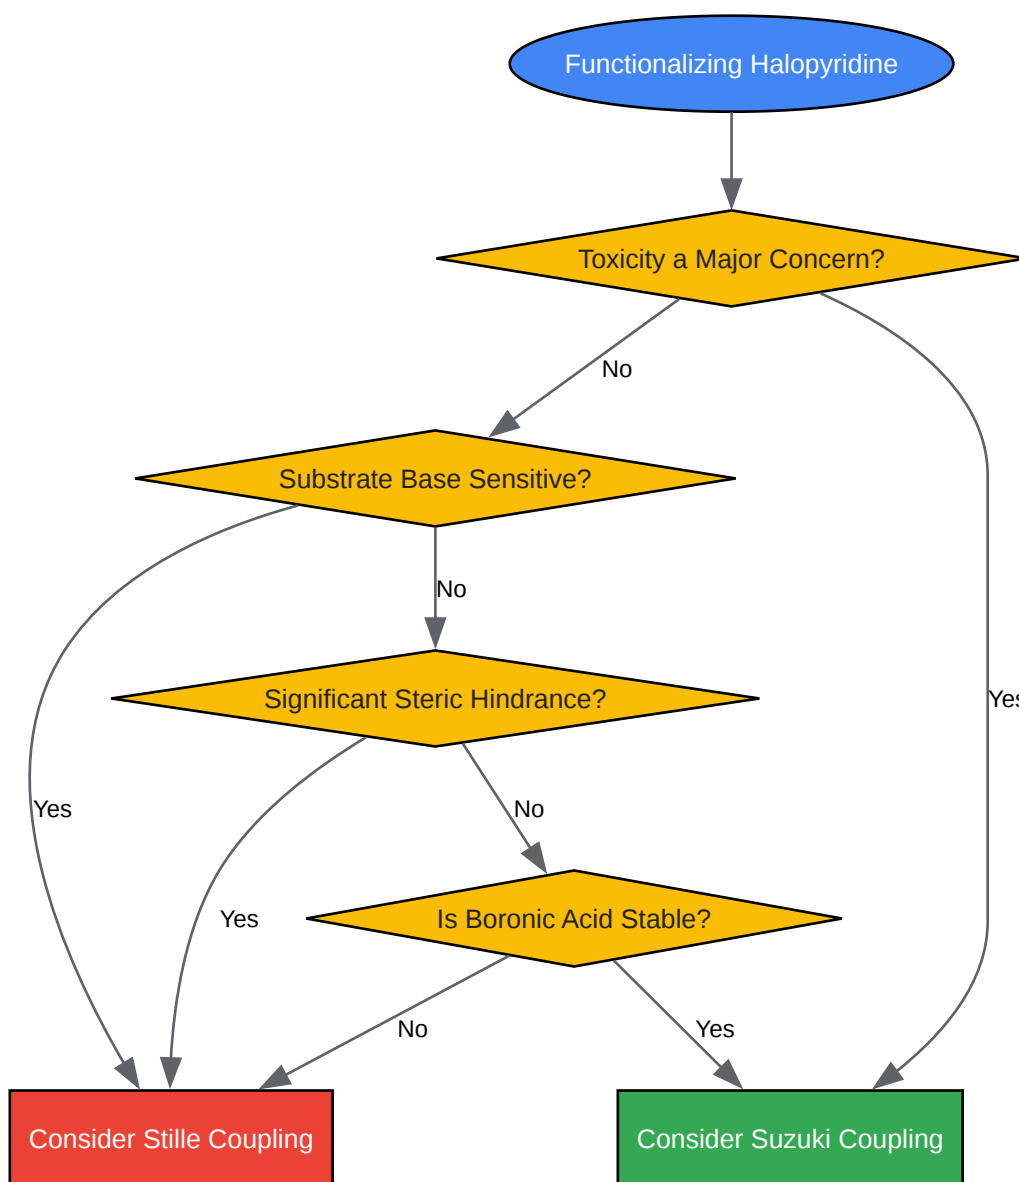 Functionalizing Halopyridine
Toxicity a Major Concern?
No
Substrate Base Sensitive?
No
Significant Steric Hindrance?
Yes
Yes
No
Yes
Is Boronic Acid Stable?
No
Yes
Consider Stille Coupling
Consider Suzuki Coupling